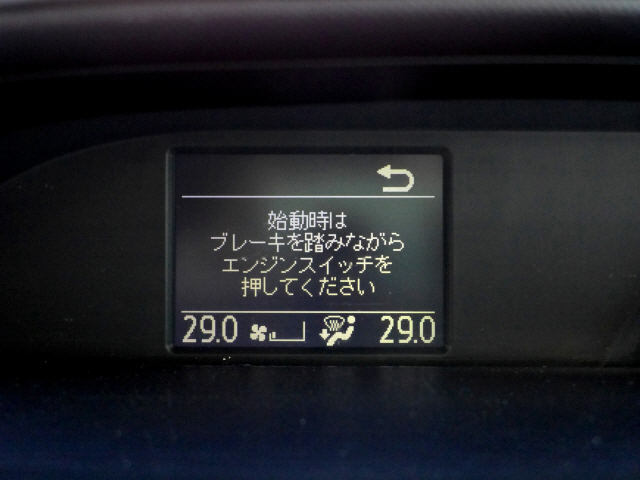 始動時は
ブレーキを踏みながら
エンジンスイッチを
押してください
29.0 29.0